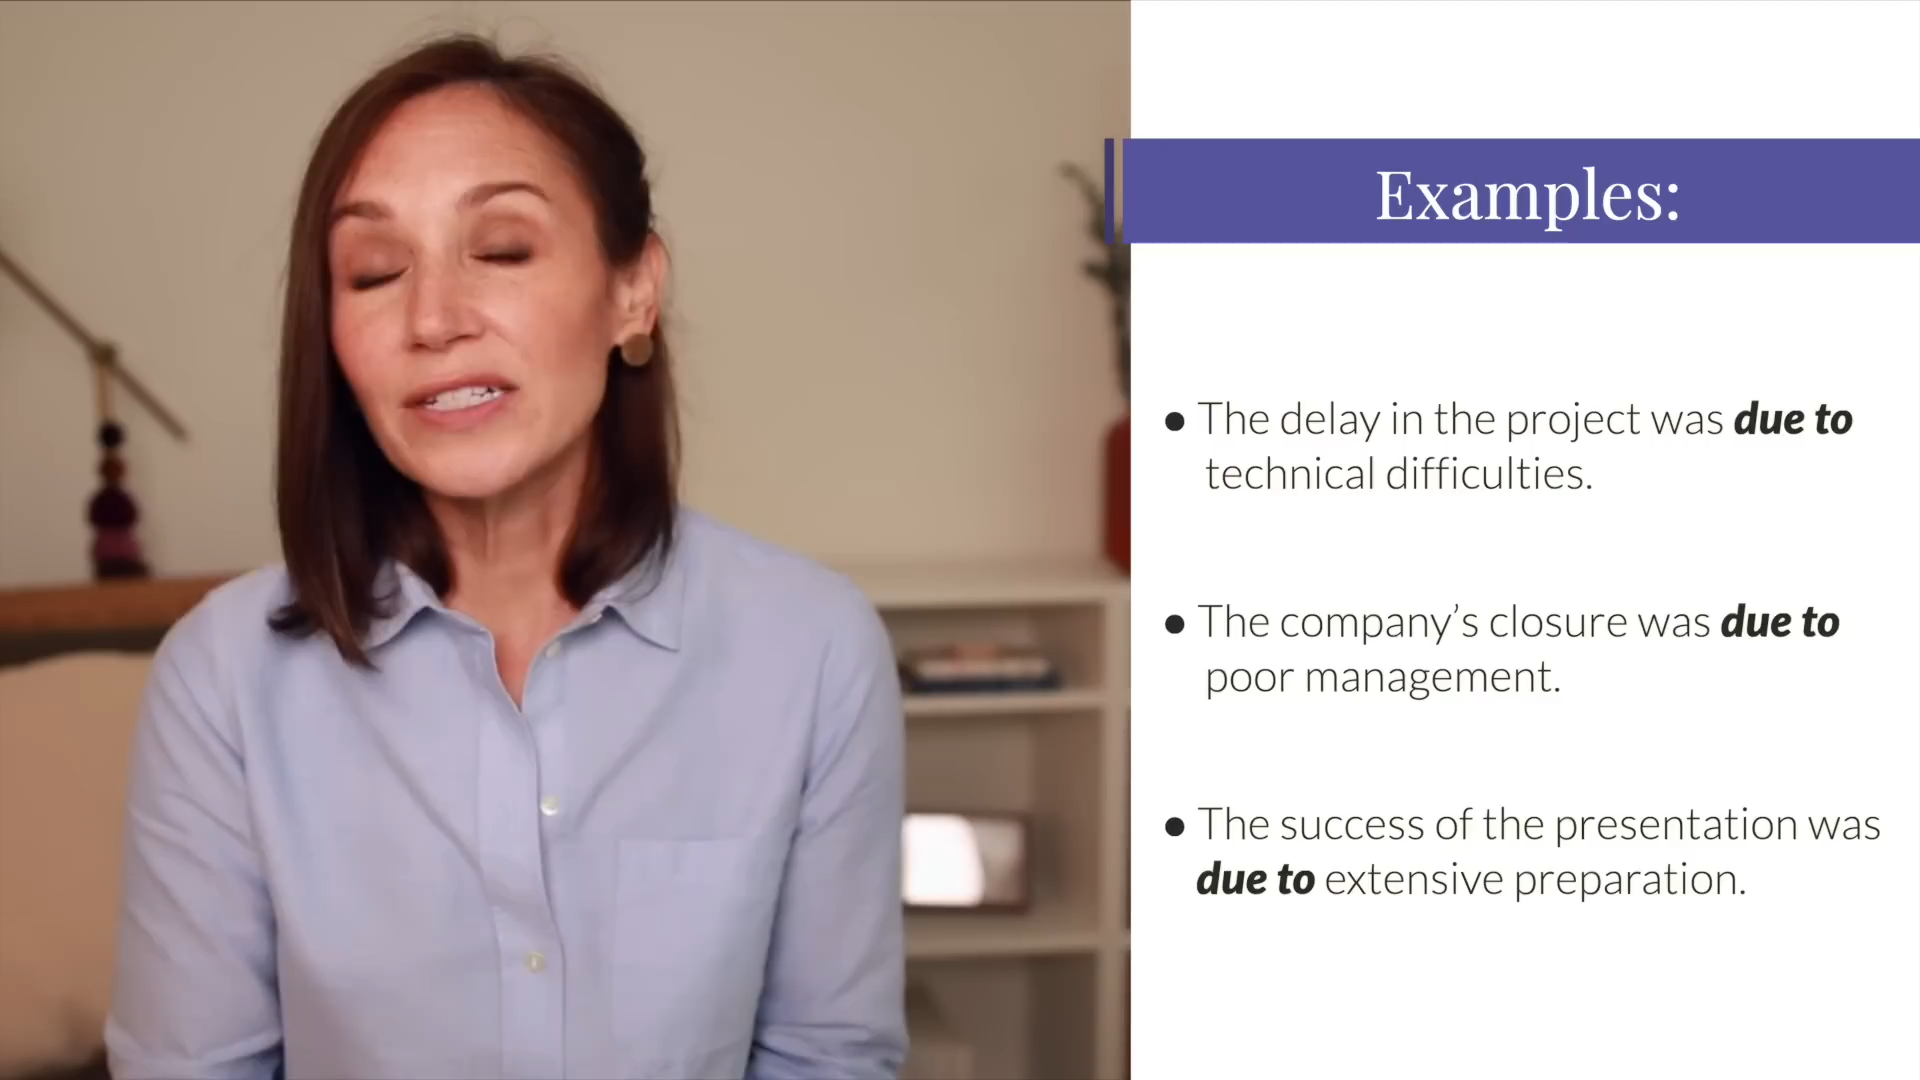 Examples:
● The delay in the project was due to
technical difficulties.
● The company’s closure was due to
poor management.
● The success of the presentation was
due to extensive preparation.